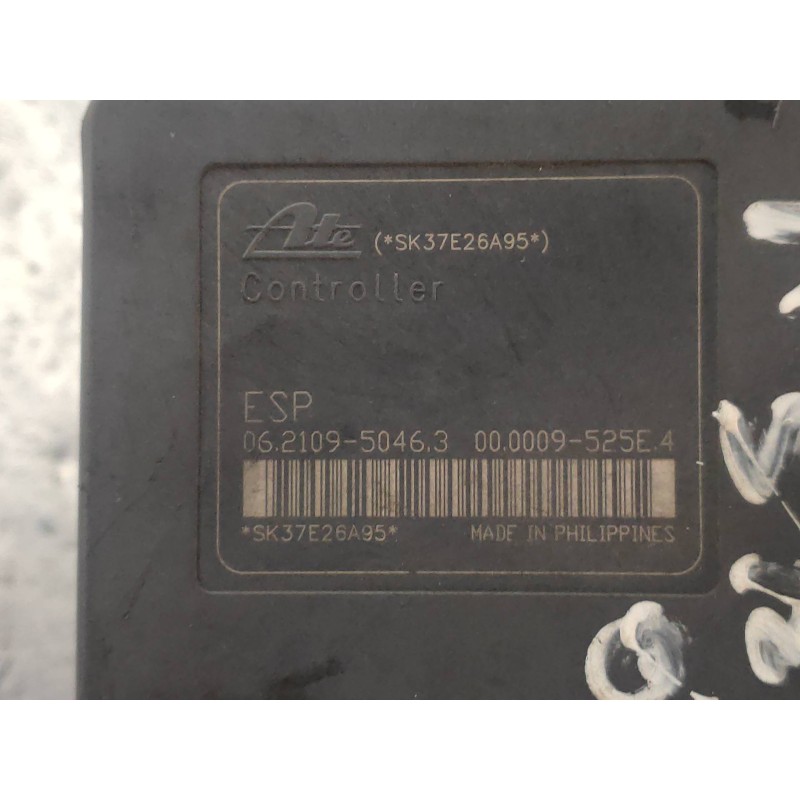 Ate (*SK37E26A95*)
Controller
ESP
06.2109-5046.3 00.0009-525E.4
*SK37E26A95* MADE IN PHILIPPINES